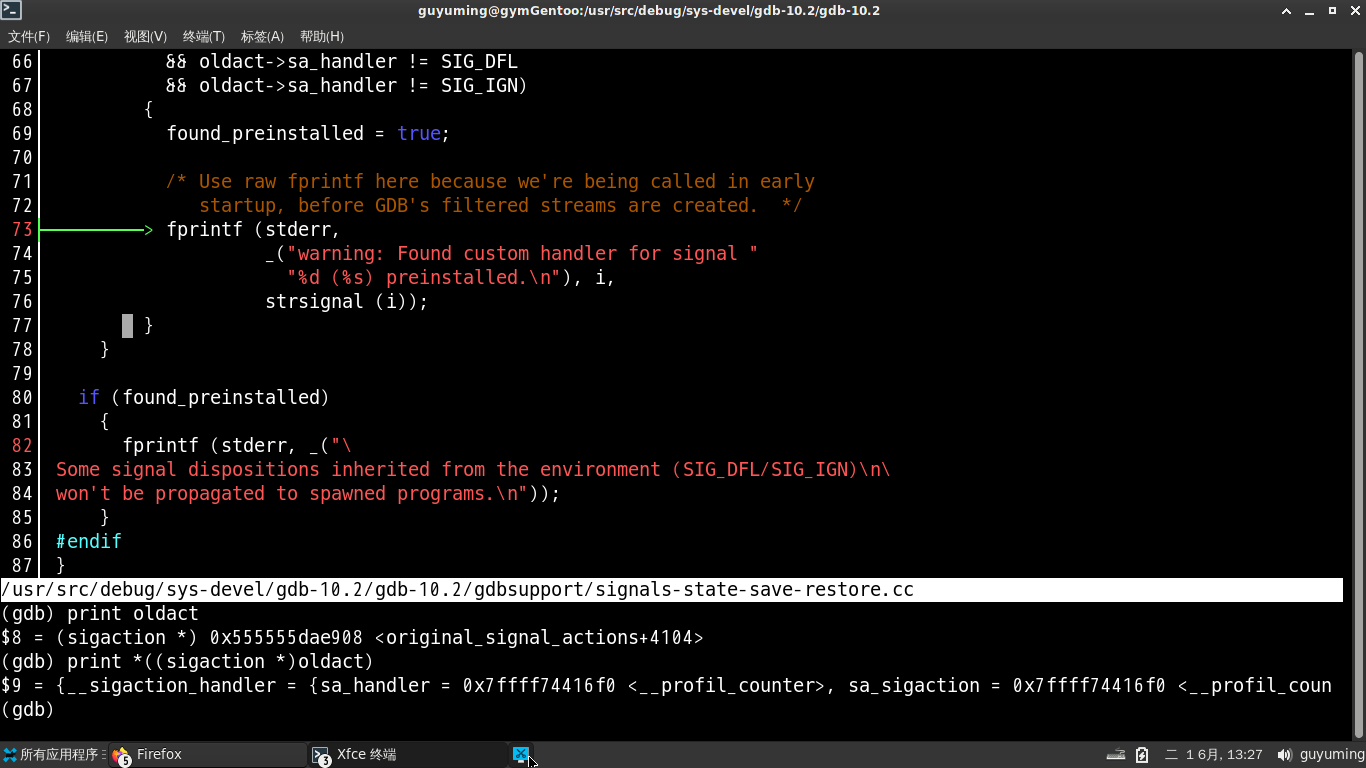 guyuming@gymGentoo:/usr/src/debug/sys-devel/gdb-10.2/gdb-10.2
文件(F) 编辑(E) 视图(V) 终端(T) 标签(A) 帮助(H)
66 && oldact->sa_handler != SIG_DFL
67 && oldact->sa_handler != SIG_IGN)
68 {
69 found_preinstalled = true;
70
71 /* Use raw fprintf here because we're being called in early
72 startup, before GDB's filtered streams are created.  */
73 > fprintf (stderr,
74 _("warning: Found custom handler for signal "
75 "%d (%s) preinstalled.\n"), i,
76 strsignal (i));
77 }
78 }
79
80 if (found_preinstalled)
81 {
82 fprintf (stderr, _("\
83 Some signal dispositions inherited from the environment (SIG_DFL/SIG_IGN)\n\
84 won't be propagated to spawned programs.\n"));
85 }
86 #endif
87 }
/usr/src/debug/sys-devel/gdb-10.2/gdb-10.2/gdbsupport/signals-state-save-restore.cc
(gdb) print oldact
$8 = (sigaction *) 0x555555dae908 <original_signal_actions+4104>
(gdb) print *((sigaction *)oldact)
$9 = {__sigaction_handler = {sa_handler = 0x7ffff74416f0 <__profil_counter>, sa_sigaction = 0x7ffff74416f0 <__profil_coun
(gdb)
所有应用程序 5 Firefox 3 Xfce 终端 二 1 6月, 13:27 guyuming